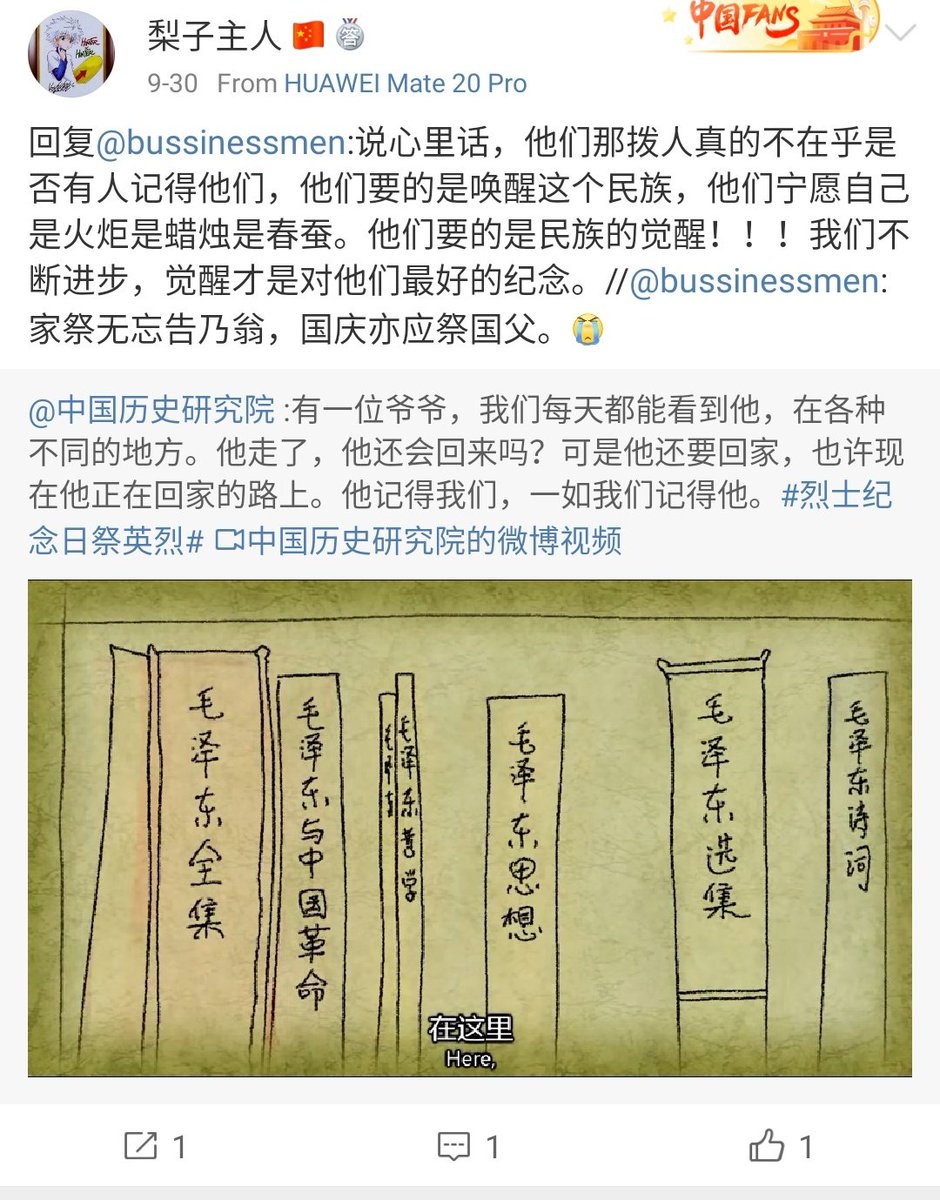 梨子主人
中国FANS
9-30 From HUAWEI Mate 20 Pro
回复@bussinessmen:说心里话，他们那拨人真的不在乎是
否有人记得他们，他们要的是唤醒这个民族，他们宁愿自己
是火炬是蜡烛是春蚕。他们要的是民族的觉醒！！！我们不
断进步，觉醒才是对他们最好的纪念。//@bussinessmen:
家祭无忘告乃翁，国庆亦应祭国父。
@中国历史研究院 :有一位爷爷，我们每天都能看到他，在各种
不同的地方。他走了，他还会回来吗？可是他还要回家，也许现
在他正在回家的路上。他记得我们，一如我们记得他。#烈士纪
念日祭英烈# 中国历史研究院的微博视频
毛泽东全集
毛泽东与中国革命
毛泽东思想
毛泽东选集
毛泽东诗词
在这里
Here,
1
1
1